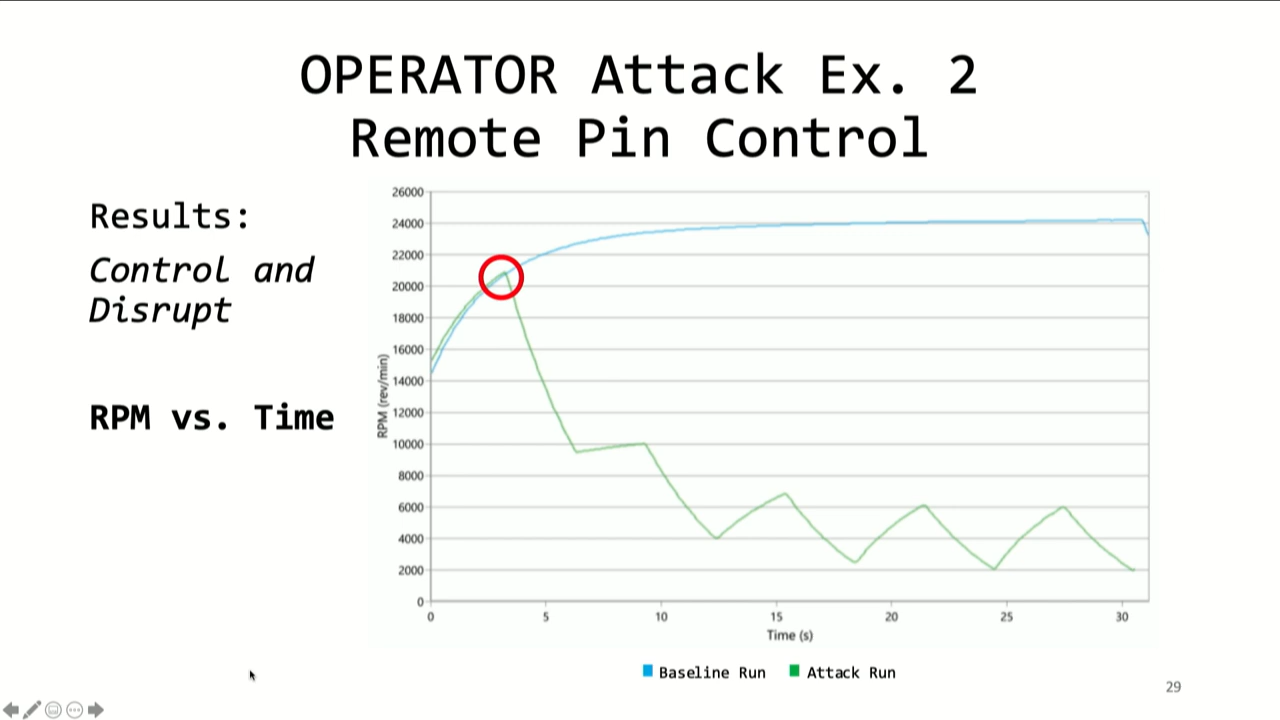 OPERATOR Attack Ex. 2
Remote Pin Control
Results:
Control and
Disrupt
RPM vs. Time
26000
24000
22000
20000
18000
16000
14000
12000
10000
8000
6000
4000
2000
0
RPM (rev/min)
0 5 10 15 20 25 30
Time (s)
Baseline Run Attack Run
29